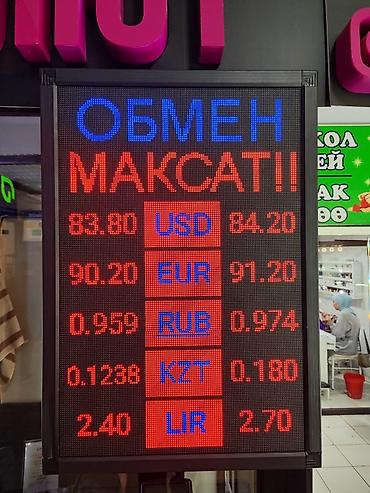 ОБМЕН
МАКСАТ!!
83.80 USD 84.20
90.20 EUR 91.20
0.959 RUB 0.974
0.1238 KZT 0.180
2.40 LIR 2.70